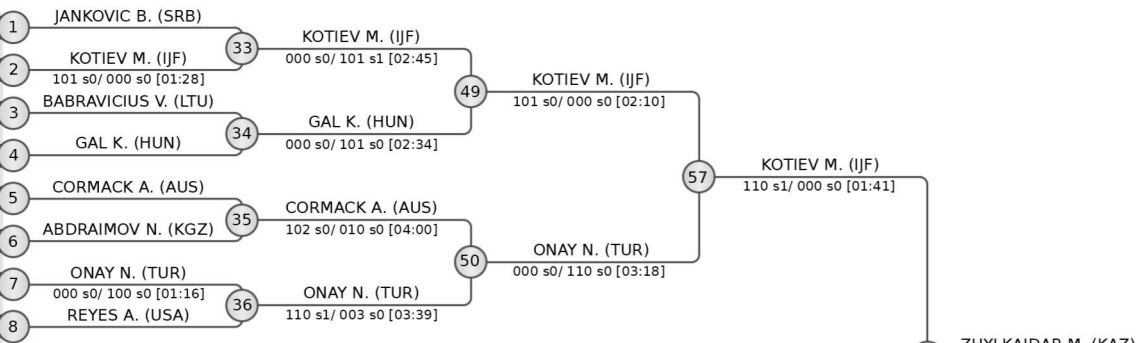 1
JANKOVIC B. (SRB)
2
KOTIEV M. (IJF)
101 s0/ 000 s0 [01:28]
3
BABRAVICIUS V. (LTU)
4
GAL K. (HUN)
5
CORMACK A. (AUS)
6
ABDRAIMOV N. (KGZ)
7
ONAY N. (TUR)
000 s0/ 100 s0 [01:16]
8
REYES A. (USA)
33
KOTIEV M. (IJF)
000 s0/ 101 s1 [02:45]
34
GAL K. (HUN)
000 s0/ 101 s0 [02:34]
35
CORMACK A. (AUS)
102 s0/ 010 s0 [04:00]
36
ONAY N. (TUR)
110 s1/ 003 s0 [03:39]
49
KOTIEV M. (IJF)
101 s0/ 000 s0 [02:10]
50
ONAY N. (TUR)
000 s0/ 110 s0 [03:18]
57
KOTIEV M. (IJF)
110 s1/ 000 s0 [01:41]